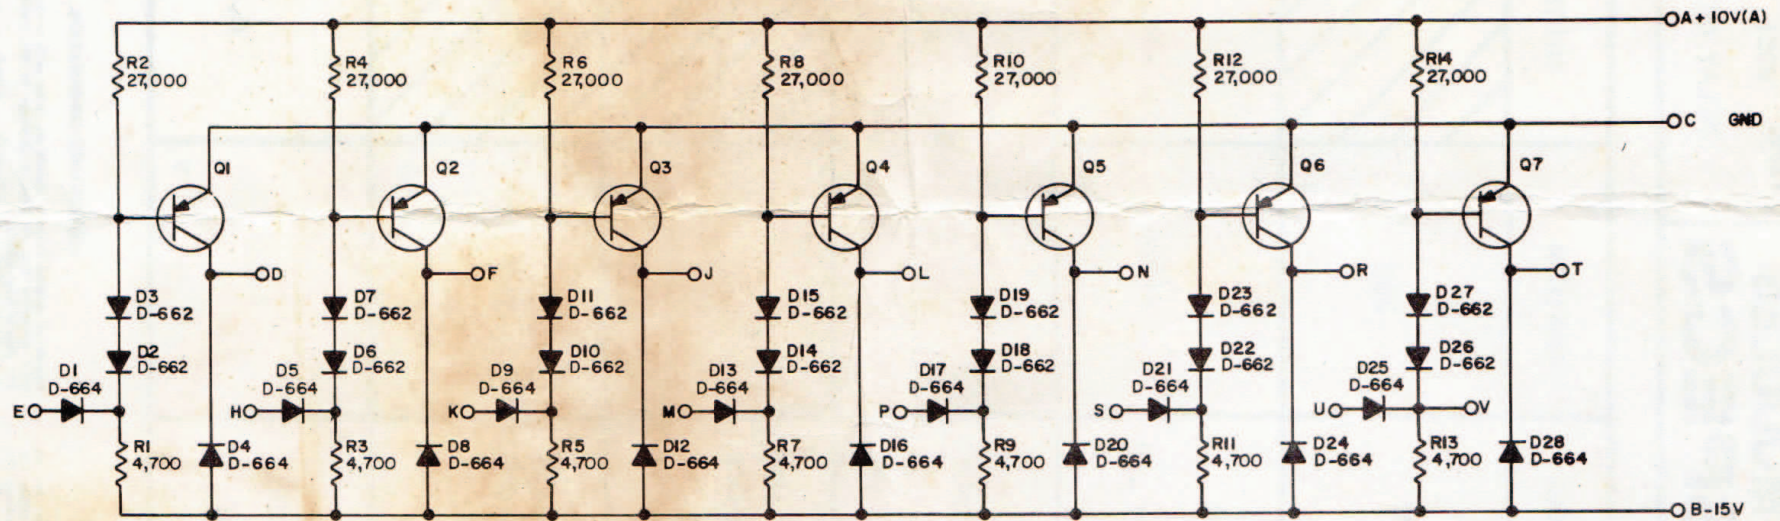 A+10V(A)
R2
27,000
R4
27,000
R6
27,000
R8
27,000
R10
27,000
R12
27,000
R14
27,000
C GND
Q1
Q2
Q3
Q4
Q5
Q6
Q7
D
F
J
L
N
R
T
D3
D-662
D7
D-662
D11
D-662
D15
D-662
D19
D-662
D23
D-662
D27
D-662
D2
D-662
D6
D-662
D10
D-662
D14
D-662
D18
D-662
D22
D-662
D26
D-662
D1
D-664
D5
D-664
D9
D-664
D13
D-664
D17
D-664
D21
D-664
D25
D-664
E
H
K
M
P
S
U
V
R1
4,700
D4
D-664
R3
4,700
D8
D-664
R5
4,700
D12
D-664
R7
4,700
D16
D-664
R9
4,700
D20
D-664
R11
4,700
D24
D-664
R13
4,700
D28
D-664
B-15V